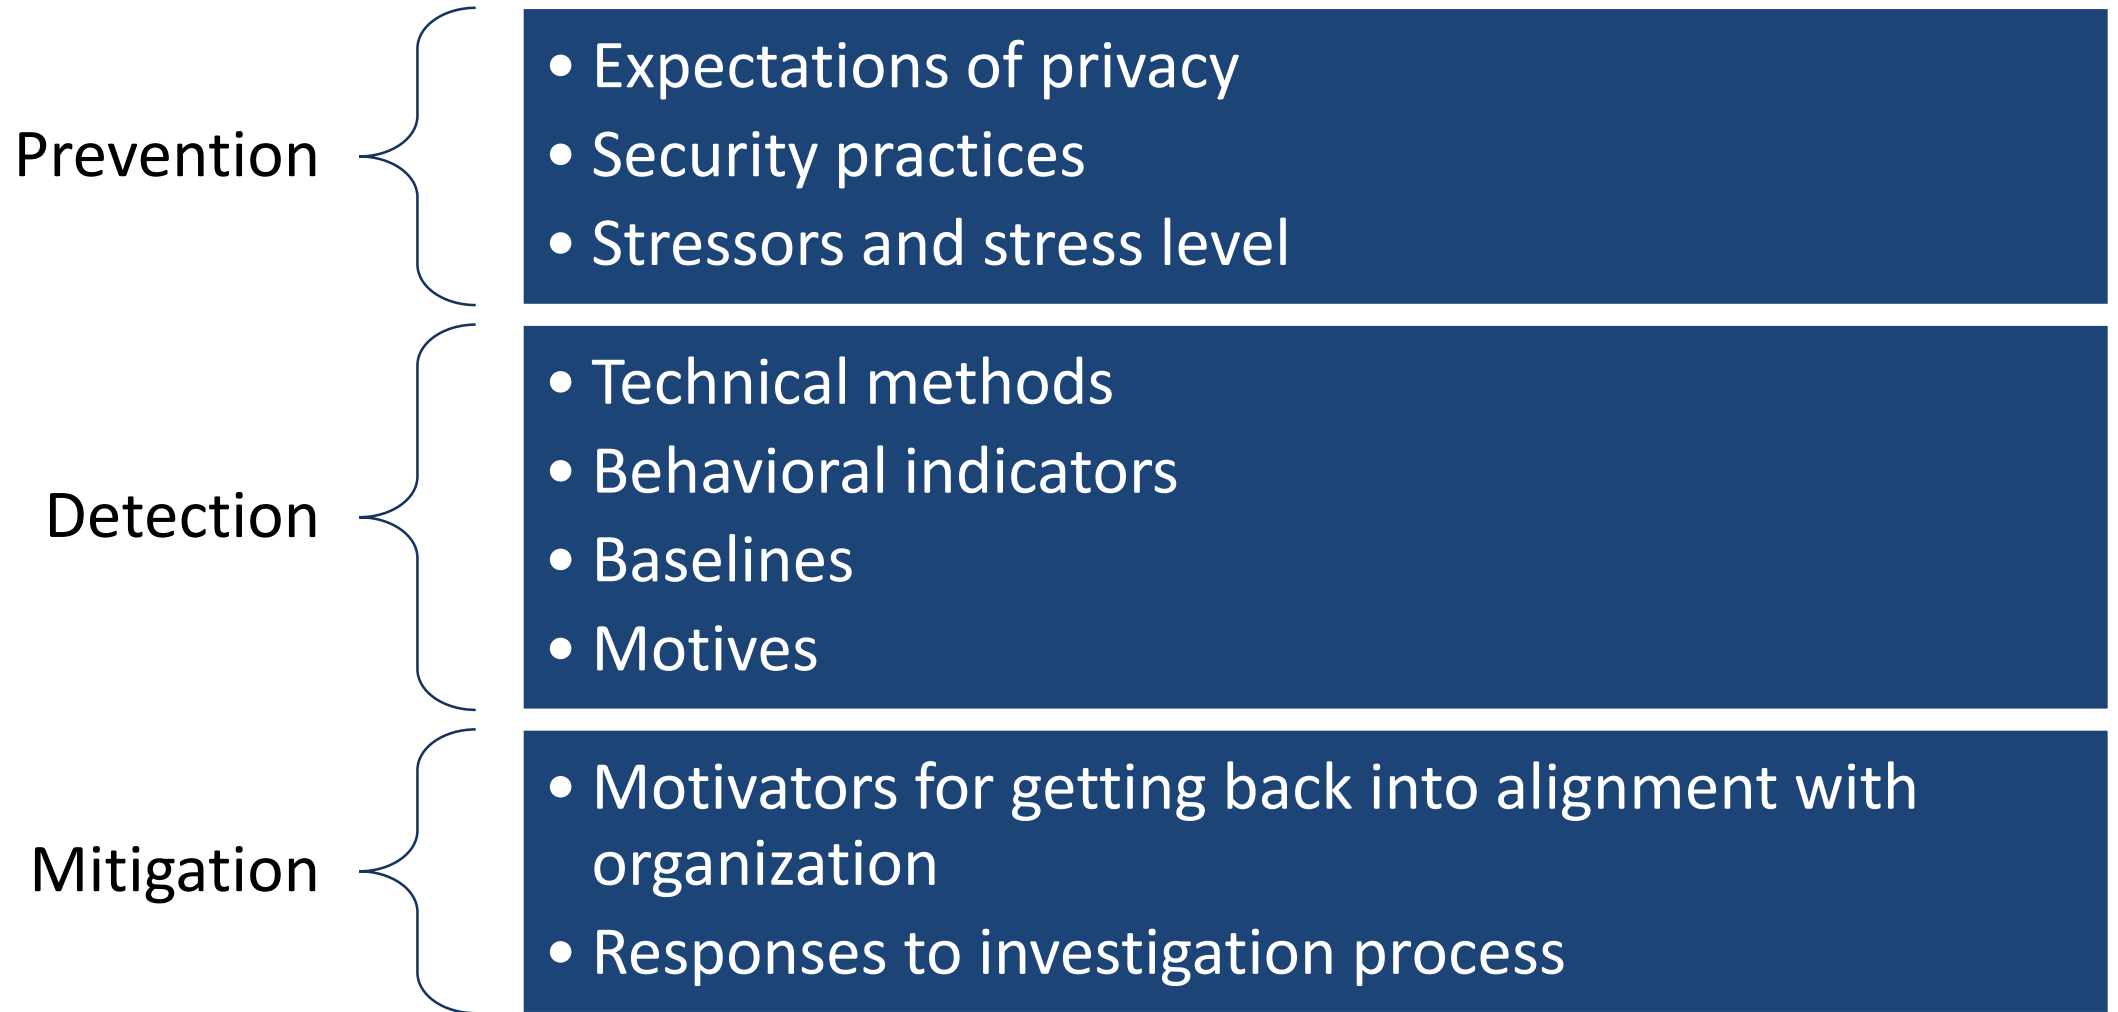 Prevention
• Expectations of privacy
• Security practices
• Stressors and stress level
Detection
• Technical methods
• Behavioral indicators
• Baselines
• Motives
Mitigation
• Motivators for getting back into alignment with
organization
• Responses to investigation process